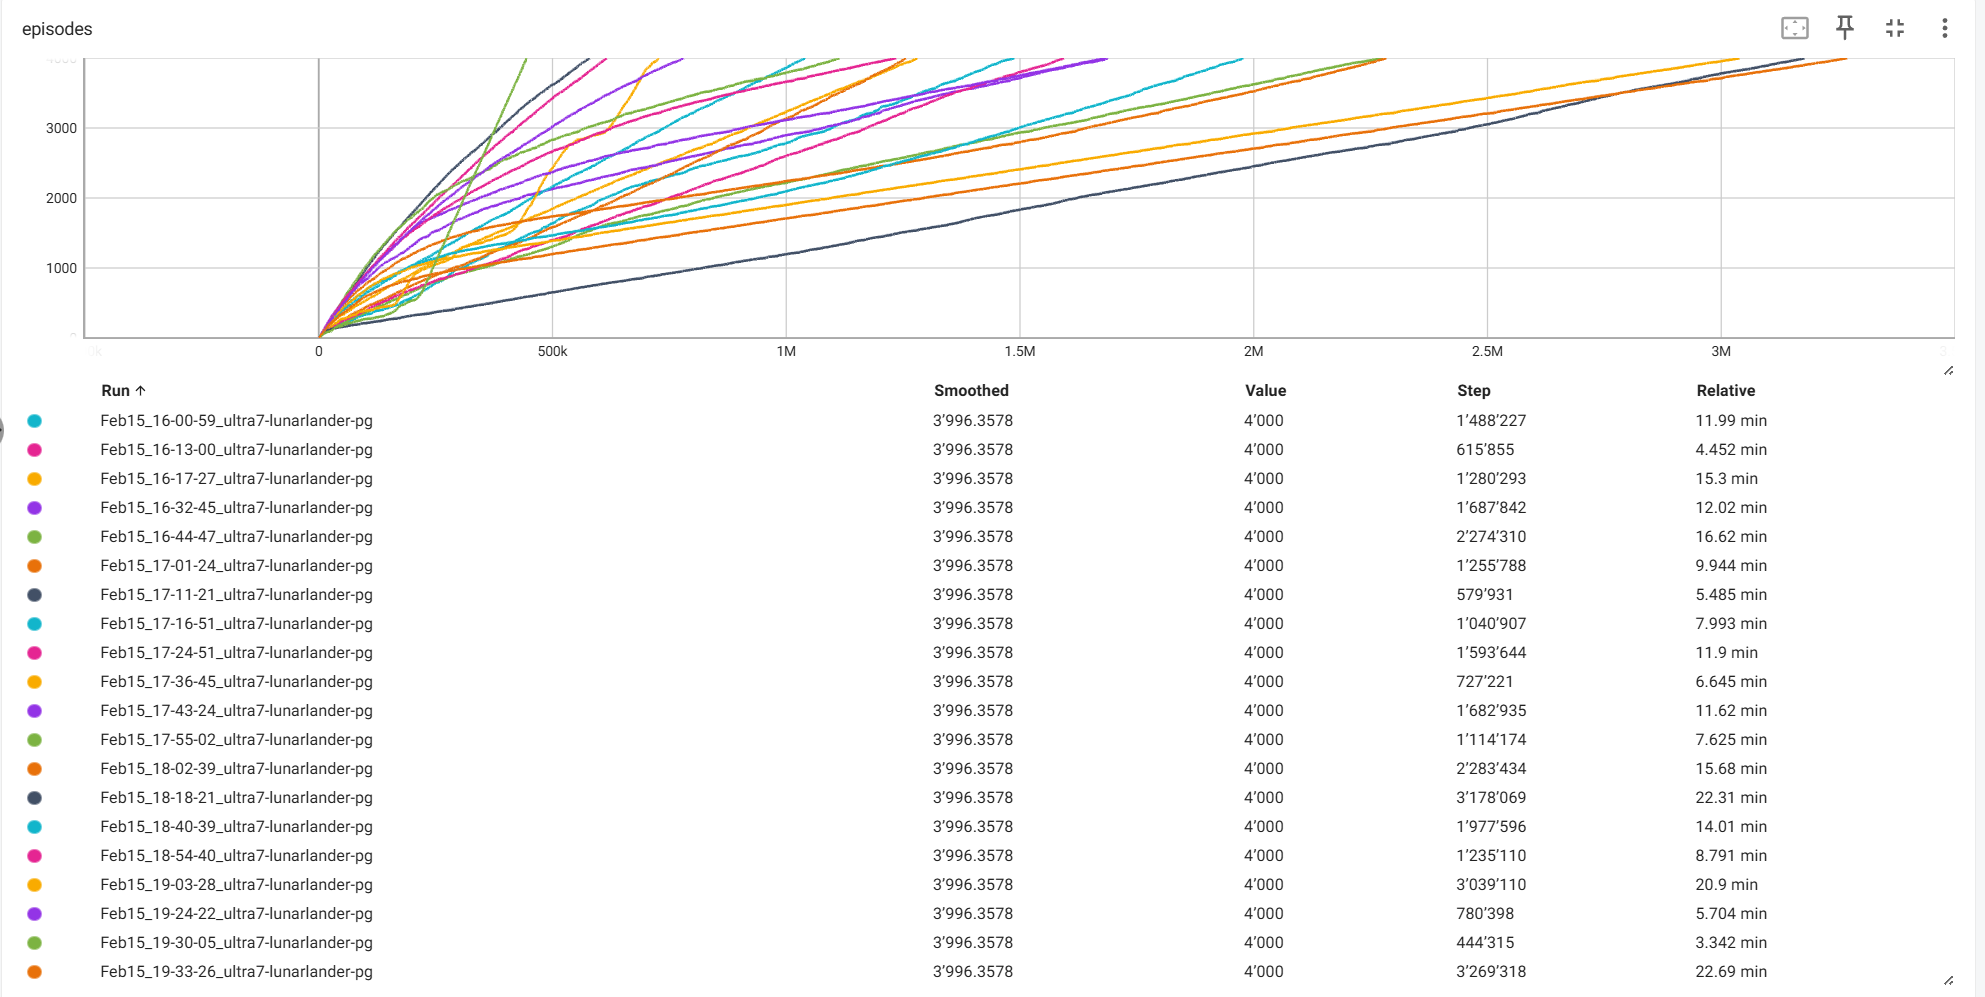 episodes
4000
3000
2000
1000
0
0 500k 1M 1.5M 2M 2.5M 3M
Run ↑ Smoothed Value Step Relative
Feb15_16-00-59_ultra7-lunarlander-pg 3’996.3578 4’000 1’488’227 11.99 min
Feb15_16-13-00_ultra7-lunarlander-pg 3’996.3578 4’000 615’855 4.452 min
Feb15_16-17-27_ultra7-lunarlander-pg 3’996.3578 4’000 1’280’293 15.3 min
Feb15_16-32-45_ultra7-lunarlander-pg 3’996.3578 4’000 1’687’842 12.02 min
Feb15_16-44-47_ultra7-lunarlander-pg 3’996.3578 4’000 2’274’310 16.62 min
Feb15_17-01-24_ultra7-lunarlander-pg 3’996.3578 4’000 1’255’788 9.944 min
Feb15_17-11-21_ultra7-lunarlander-pg 3’996.3578 4’000 579’931 5.485 min
Feb15_17-16-51_ultra7-lunarlander-pg 3’996.3578 4’000 1’040’907 7.993 min
Feb15_17-24-51_ultra7-lunarlander-pg 3’996.3578 4’000 1’593’644 11.9 min
Feb15_17-36-45_ultra7-lunarlander-pg 3’996.3578 4’000 727’221 6.645 min
Feb15_17-43-24_ultra7-lunarlander-pg 3’996.3578 4’000 1’682’935 11.62 min
Feb15_17-55-02_ultra7-lunarlander-pg 3’996.3578 4’000 1’114’174 7.625 min
Feb15_18-02-39_ultra7-lunarlander-pg 3’996.3578 4’000 2’283’434 15.68 min
Feb15_18-18-21_ultra7-lunarlander-pg 3’996.3578 4’000 3’178’069 22.31 min
Feb15_18-40-39_ultra7-lunarlander-pg 3’996.3578 4’000 1’977’596 14.01 min
Feb15_18-54-40_ultra7-lunarlander-pg 3’996.3578 4’000 1’235’110 8.791 min
Feb15_19-03-28_ultra7-lunarlander-pg 3’996.3578 4’000 3’039’110 20.9 min
Feb15_19-24-22_ultra7-lunarlander-pg 3’996.3578 4’000 780’398 5.704 min
Feb15_19-30-05_ultra7-lunarlander-pg 3’996.3578 4’000 444’315 3.342 min
Feb15_19-33-26_ultra7-lunarlander-pg 3’996.3578 4’000 3’269’318 22.69 min